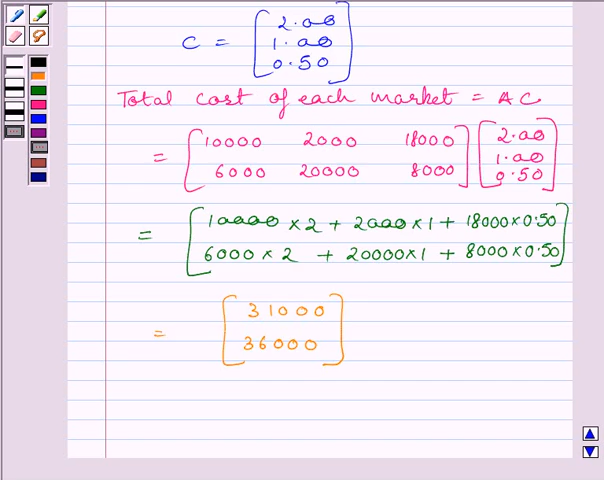 C = [ 2.00
1.00
0.50 ]
Total cost of each market = AC
= [ 10000 2000 18000
6000 20000 8000 ] [ 2.00
1.00
0.50 ]
= [ 10000 × 2 + 2000 × 1 + 18000 × 0.50
6000 × 2 + 20000 × 1 + 8000 × 0.50 ]
= [ 31000
36000 ]